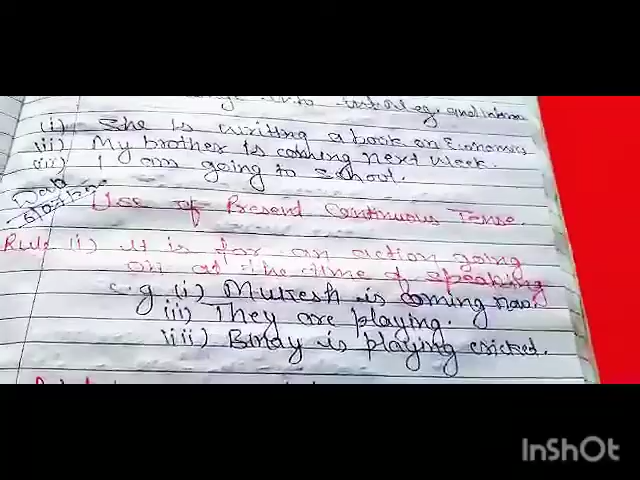 into
(i) She is writing a book on Economics
(ii) My brother is coming next week.
(iii) I am going to school.
Use of Present Continuous Tense.
Rule (i) It is for an action going
on at the time of speaking
e.g (i) Mukesh is coming now.
(ii) They are playing.
(iii) Bindy is playing cricket.
InShOt